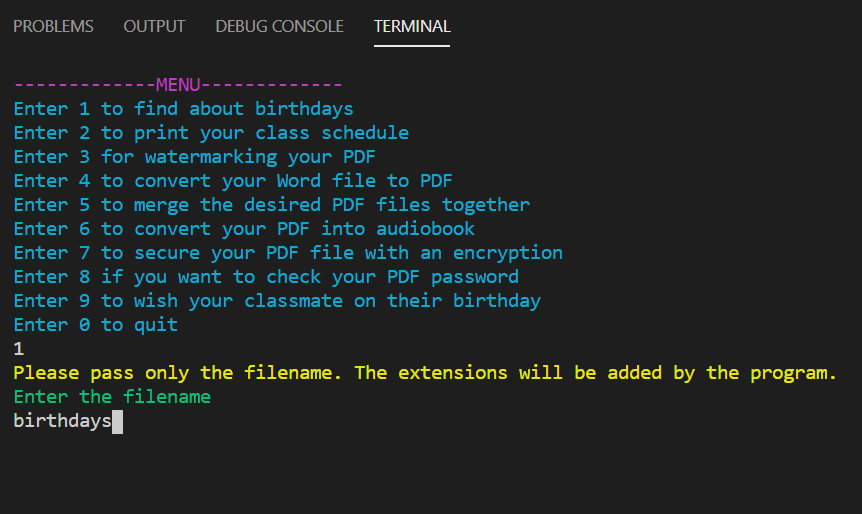 PROBLEMS OUTPUT DEBUG CONSOLE TERMINAL
-------------MENU-------------
Enter 1 to find about birthdays
Enter 2 to print your class schedule
Enter 3 for watermarking your PDF
Enter 4 to convert your Word file to PDF
Enter 5 to merge the desired PDF files together
Enter 6 to convert your PDF into audiobook
Enter 7 to secure your PDF file with an encryption
Enter 8 if you want to check your PDF password
Enter 9 to wish your classmate on their birthday
Enter 0 to quit
1
Please pass only the filename. The extensions will be added by the program.
Enter the filename
birthdays